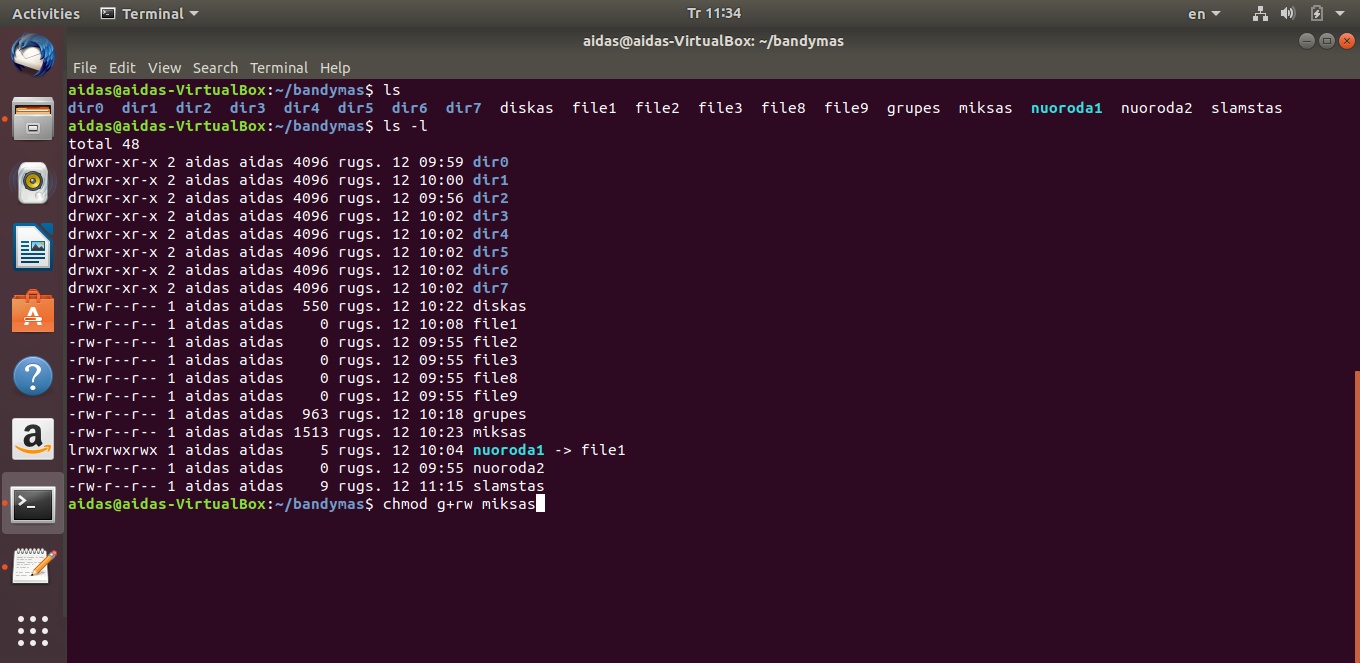 Activities Terminal Tr 11:34 en
aidas@aidas-VirtualBox: ~/bandymas
File Edit View Search Terminal Help
aidas@aidas-VirtualBox:~/bandymas$ ls
dir0  dir1  dir2  dir3  dir4  dir5  dir6  dir7  diskas  file1  file2  file3  file8  file9  grupes  miksas  nuoroda1  nuoroda2  slamstas
aidas@aidas-VirtualBox:~/bandymas$ ls -l
total 48
drwxr-xr-x 2 aidas aidas 4096 rugs. 12 09:59 dir0
drwxr-xr-x 2 aidas aidas 4096 rugs. 12 10:00 dir1
drwxr-xr-x 2 aidas aidas 4096 rugs. 12 09:56 dir2
drwxr-xr-x 2 aidas aidas 4096 rugs. 12 10:02 dir3
drwxr-xr-x 2 aidas aidas 4096 rugs. 12 10:02 dir4
drwxr-xr-x 2 aidas aidas 4096 rugs. 12 10:02 dir5
drwxr-xr-x 2 aidas aidas 4096 rugs. 12 10:02 dir6
drwxr-xr-x 2 aidas aidas 4096 rugs. 12 10:02 dir7
-rw-r--r-- 1 aidas aidas  550 rugs. 12 10:22 diskas
-rw-r--r-- 1 aidas aidas    0 rugs. 12 10:08 file1
-rw-r--r-- 1 aidas aidas    0 rugs. 12 09:55 file2
-rw-r--r-- 1 aidas aidas    0 rugs. 12 09:55 file3
-rw-r--r-- 1 aidas aidas    0 rugs. 12 09:55 file8
-rw-r--r-- 1 aidas aidas    0 rugs. 12 09:55 file9
-rw-r--r-- 1 aidas aidas  963 rugs. 12 10:18 grupes
-rw-r--r-- 1 aidas aidas 1513 rugs. 12 10:23 miksas
lrwxrwxrwx 1 aidas aidas    5 rugs. 12 10:04 nuoroda1 -> file1
-rw-r--r-- 1 aidas aidas    0 rugs. 12 09:55 nuoroda2
-rw-r--r-- 1 aidas aidas    9 rugs. 12 11:15 slamstas
aidas@aidas-VirtualBox:~/bandymas$ chmod g+rw miksas